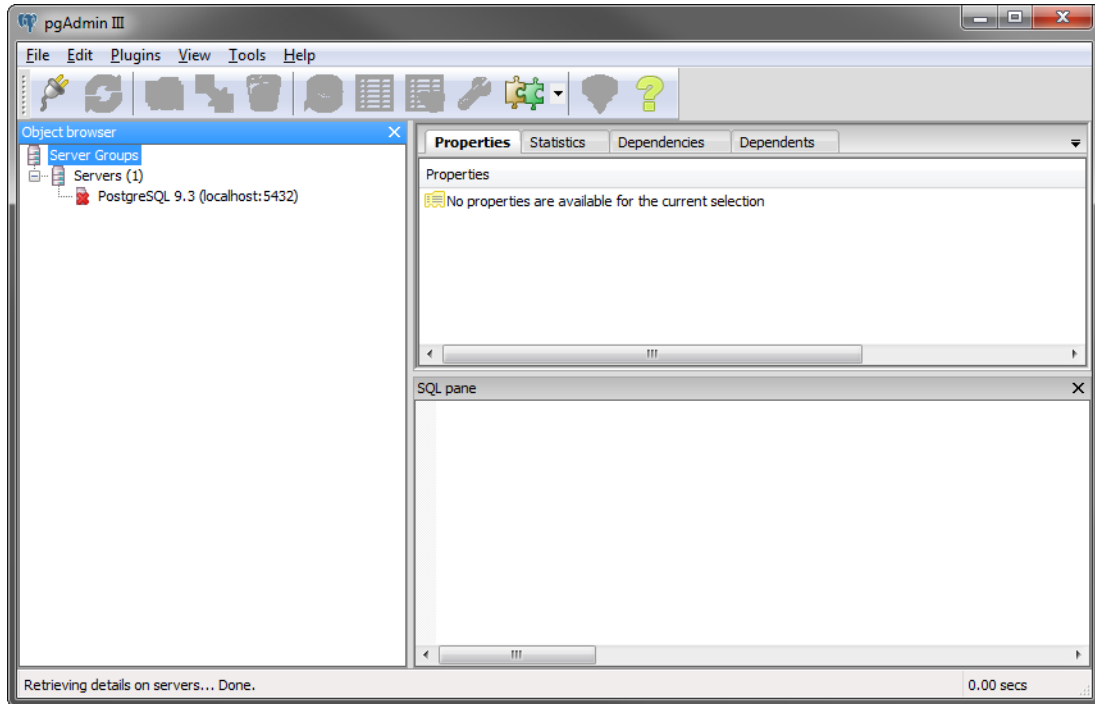 pgAdmin III
File Edit Plugins View Tools Help
Object browser
Server Groups
Servers (1)
PostgreSQL 9.3 (localhost:5432)
Properties Statistics Dependencies Dependents
Properties
No properties are available for the current selection
SQL pane
Retrieving details on servers... Done. 0.00 secs